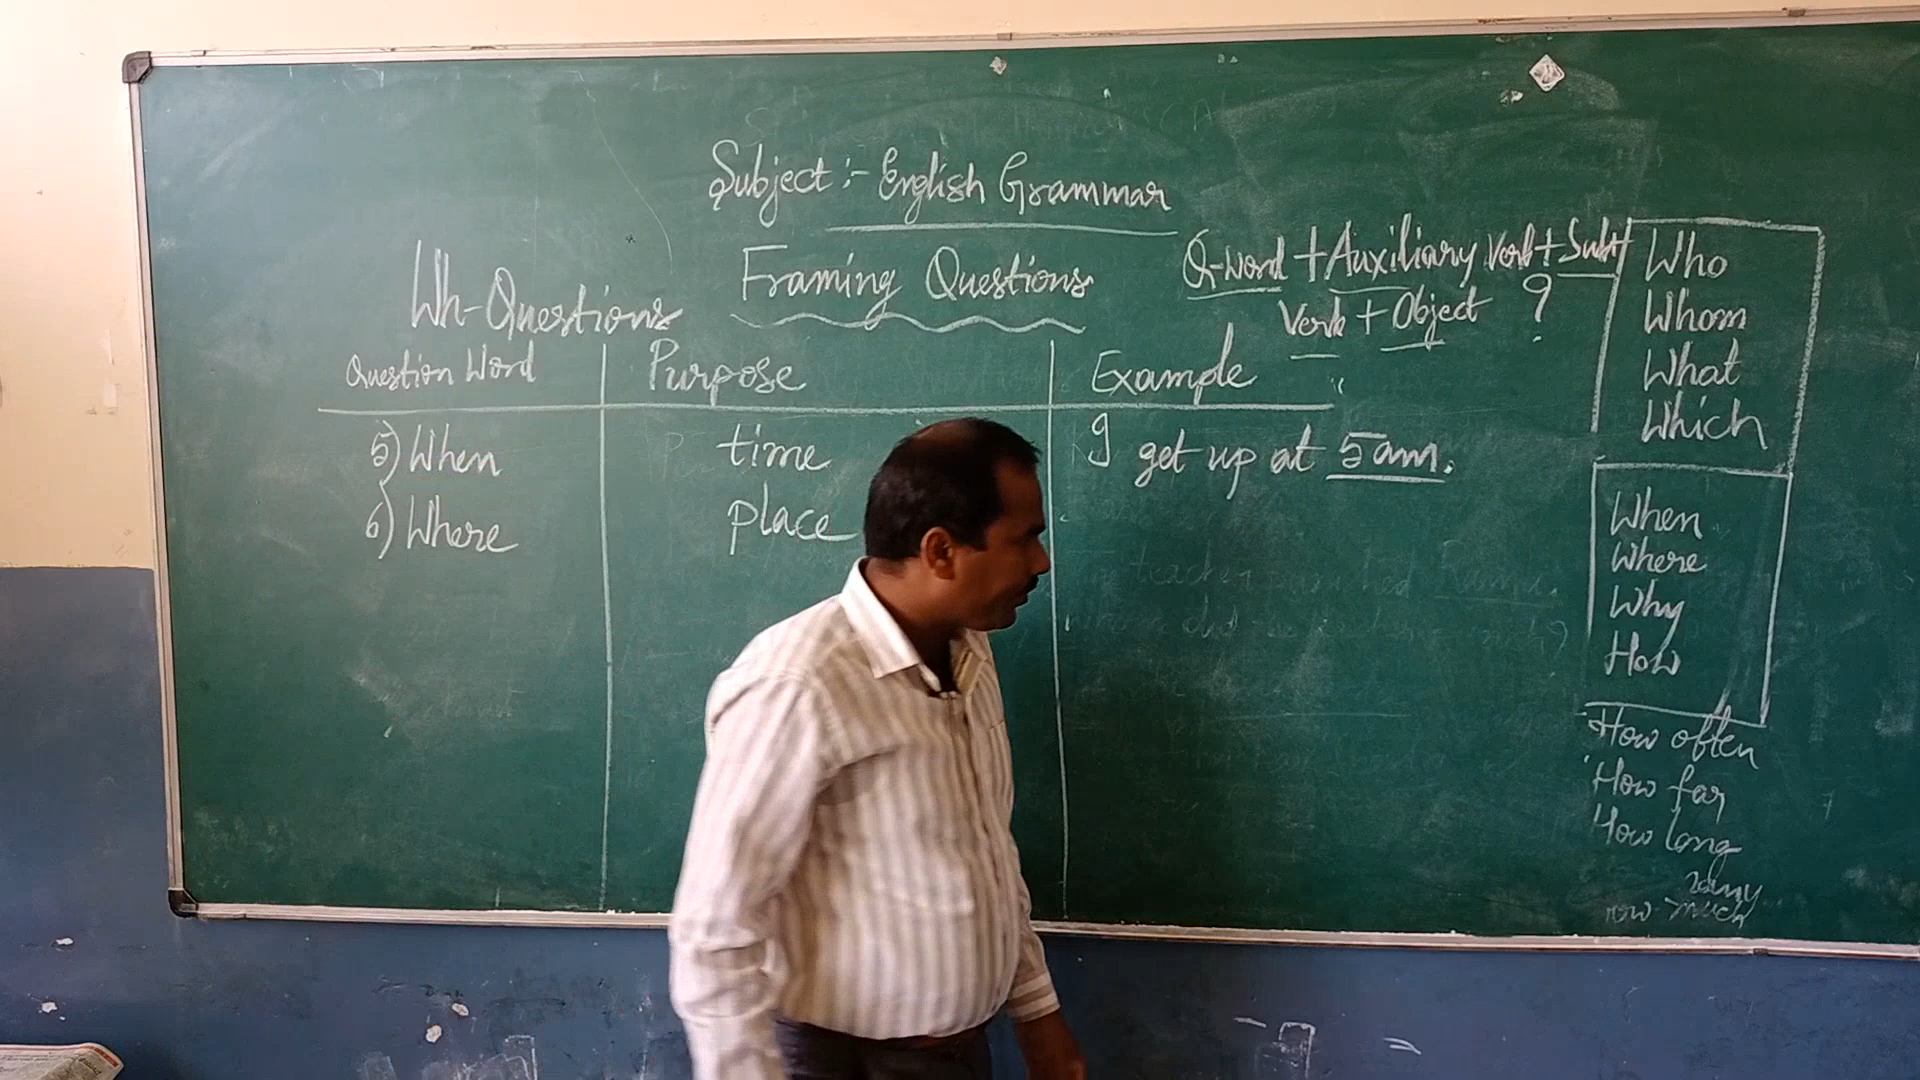 Subject :- English Grammar
Wh-Questions
Framing Questions
Q-Word + Auxiliary Verb + Sub +
Verb + Object ?
Question Word Purpose Example
5) When time I get up at 5 am.
6) Where place
Who
Whom
What
Which
When
Where
Why
How
How often
How far
How long
many
How much